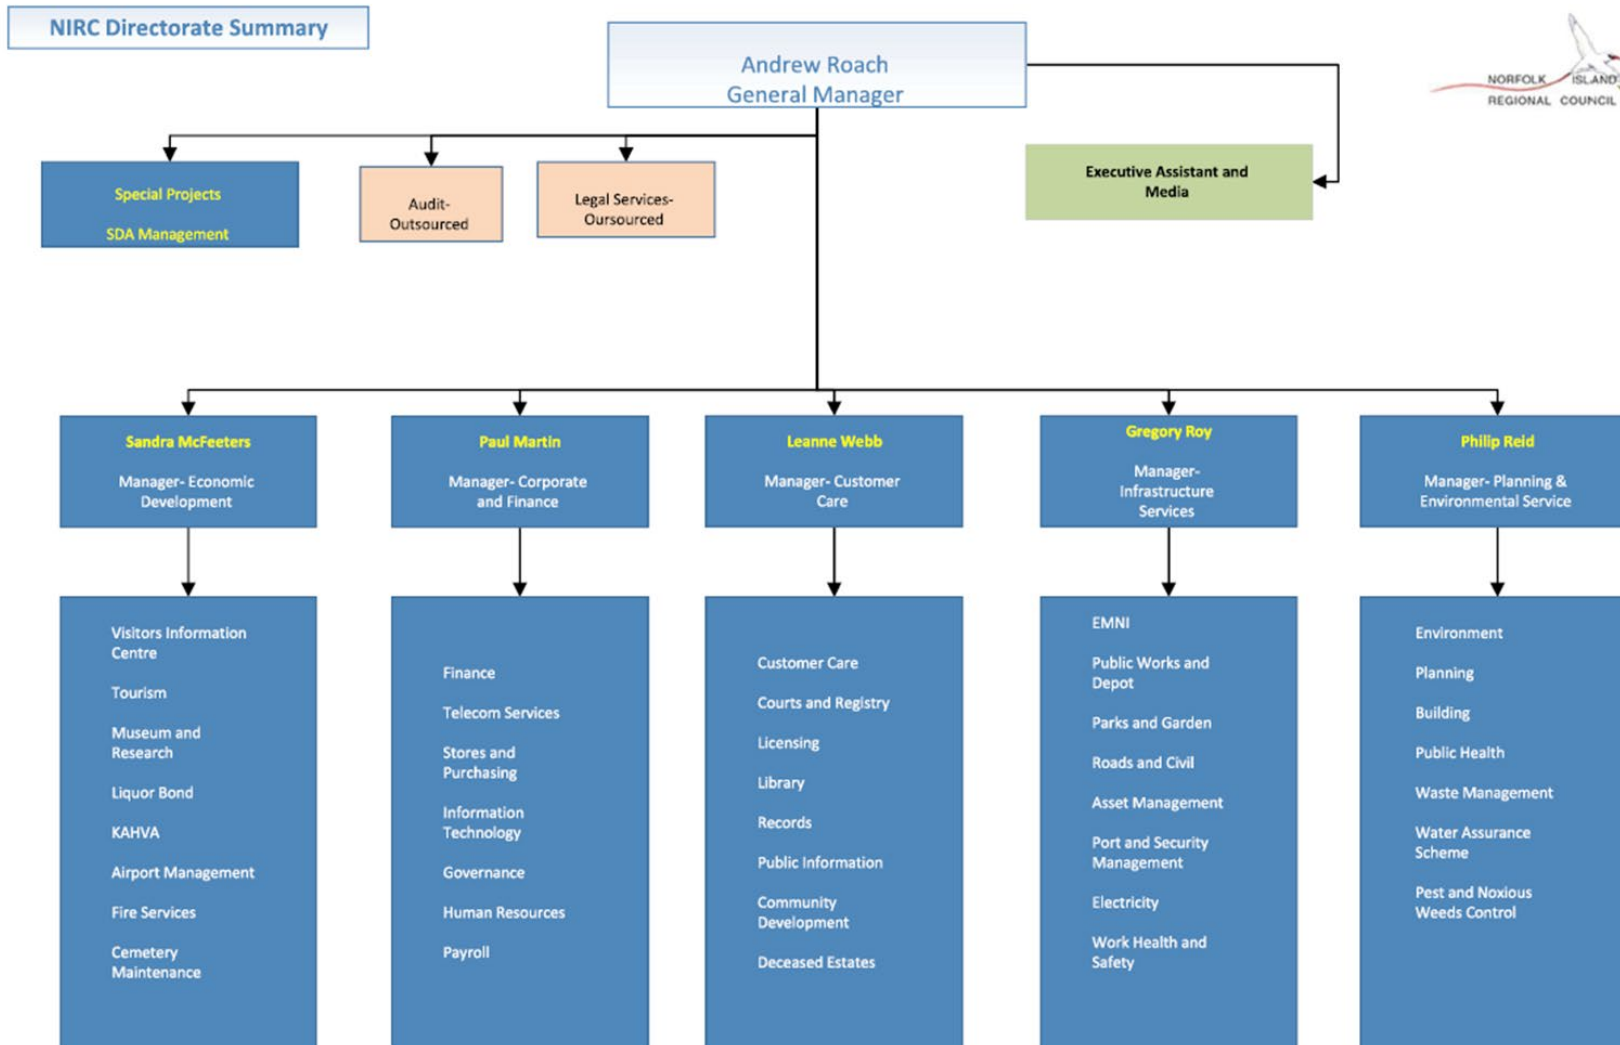 NIRC Directorate Summary
Andrew Roach
General Manager
NORFOLK ISLAND
REGIONAL COUNCIL
Special Projects
SDA Management
Audit-
Outsourced
Legal Services-
Oursourced
Executive Assistant and
Media
Sandra McFeeters
Manager- Economic
Development
Paul Martin
Manager- Corporate
and Finance
Leanne Webb
Manager- Customer
Care
Gregory Roy
Manager-
Infrastructure
Services
Philip Reid
Manager- Planning &
Environmental Service
Visitors Information
Centre
Tourism
Museum and
Research
Liquor Bond
KAHVA
Airport Management
Fire Services
Cemetery
Maintenance
Finance
Telecom Services
Stores and
Purchasing
Information
Technology
Governance
Human Resources
Payroll
Customer Care
Courts and Registry
Licensing
Library
Records
Public Information
Community
Development
Deceased Estates
EMNI
Public Works and
Depot
Parks and Garden
Roads and Civil
Asset Management
Port and Security
Management
Electricity
Work Health and
Safety
Environment
Planning
Building
Public Health
Waste Management
Water Assurance
Scheme
Pest and Noxious
Weeds Control